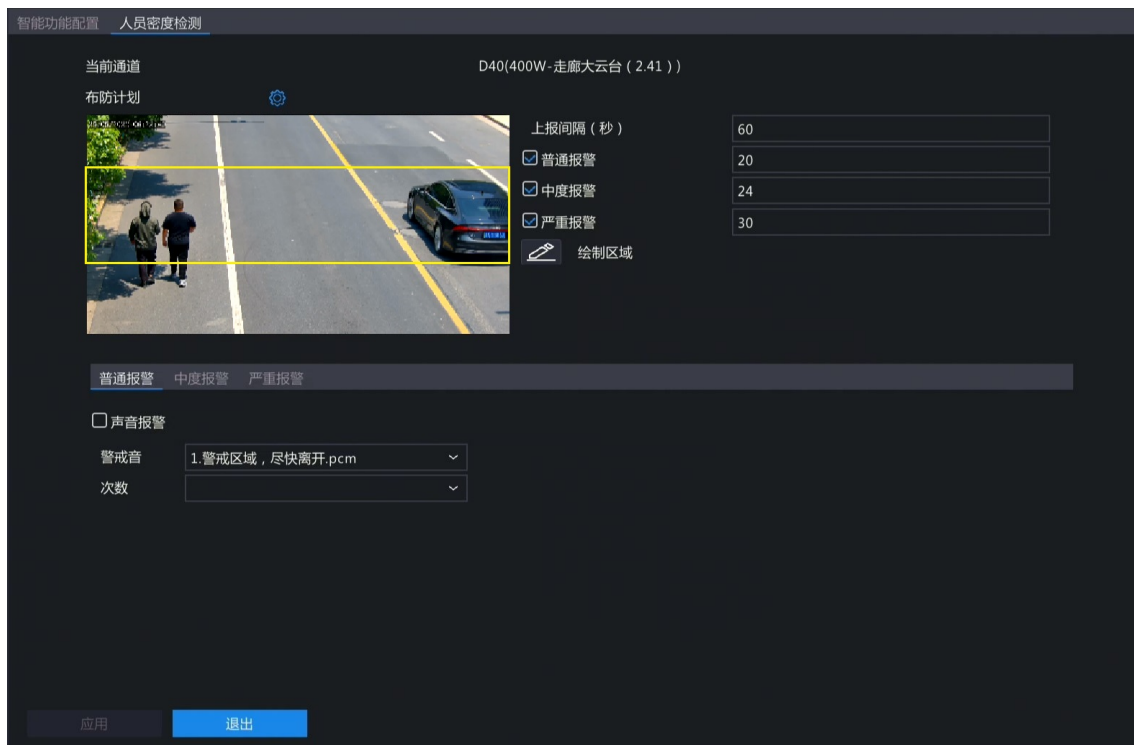 智能功能配置 人员密度检测
当前通道 D40(400W-走廊大云台（2.41）)
布防计划
上报间隔（秒） 60
普通报警 20
中度报警 24
严重报警 30
绘制区域
普通报警 中度报警 严重报警
声音报警
警戒音 1.警戒区域，尽快离开.pcm
次数
应用 退出